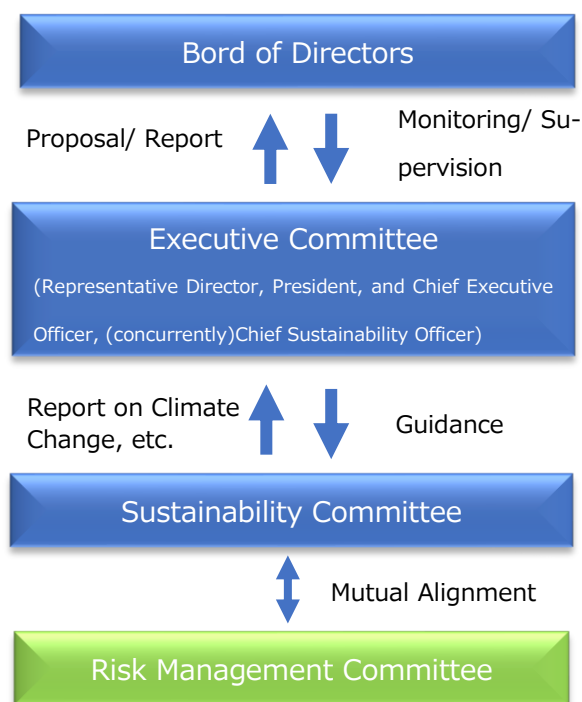 Bord of Directors
Proposal/ Report
Monitoring/ Su-
pervision
Executive Committee
(Representative Director, President, and Chief Executive
Officer, (concurrently)Chief Sustainability Officer)
Report on Climate
Change, etc.
Guidance
Sustainability Committee
Mutual Alignment
Risk Management Committee